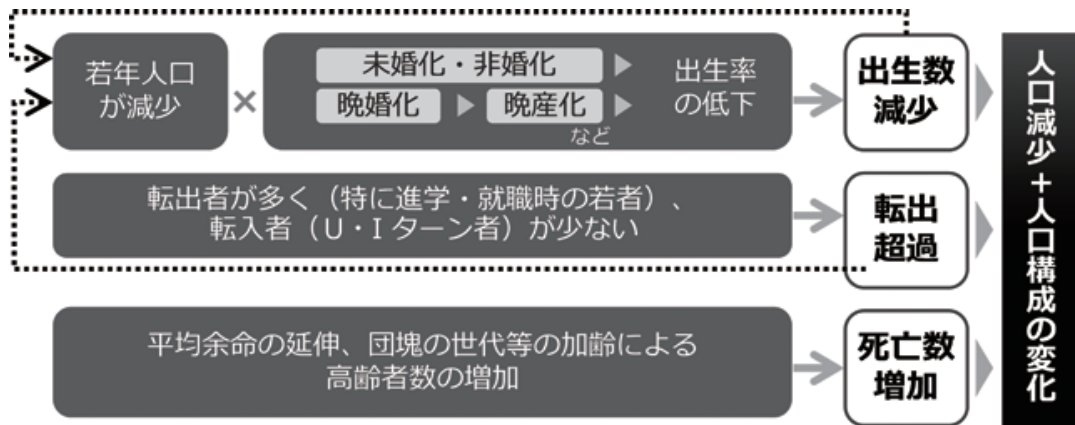 若年人口
が減少
×
未婚化・非婚化
晩婚化
晩産化
など
出生率
の低下
出生数
減少
転出者が多く（特に進学・就職時の若者）、
転入者（U・Iターン者）が少ない
転出
超過
平均余命の延伸、団塊の世代等の加齢による
高齢者数の増加
死亡数
増加
人口減少＋人口構成の変化